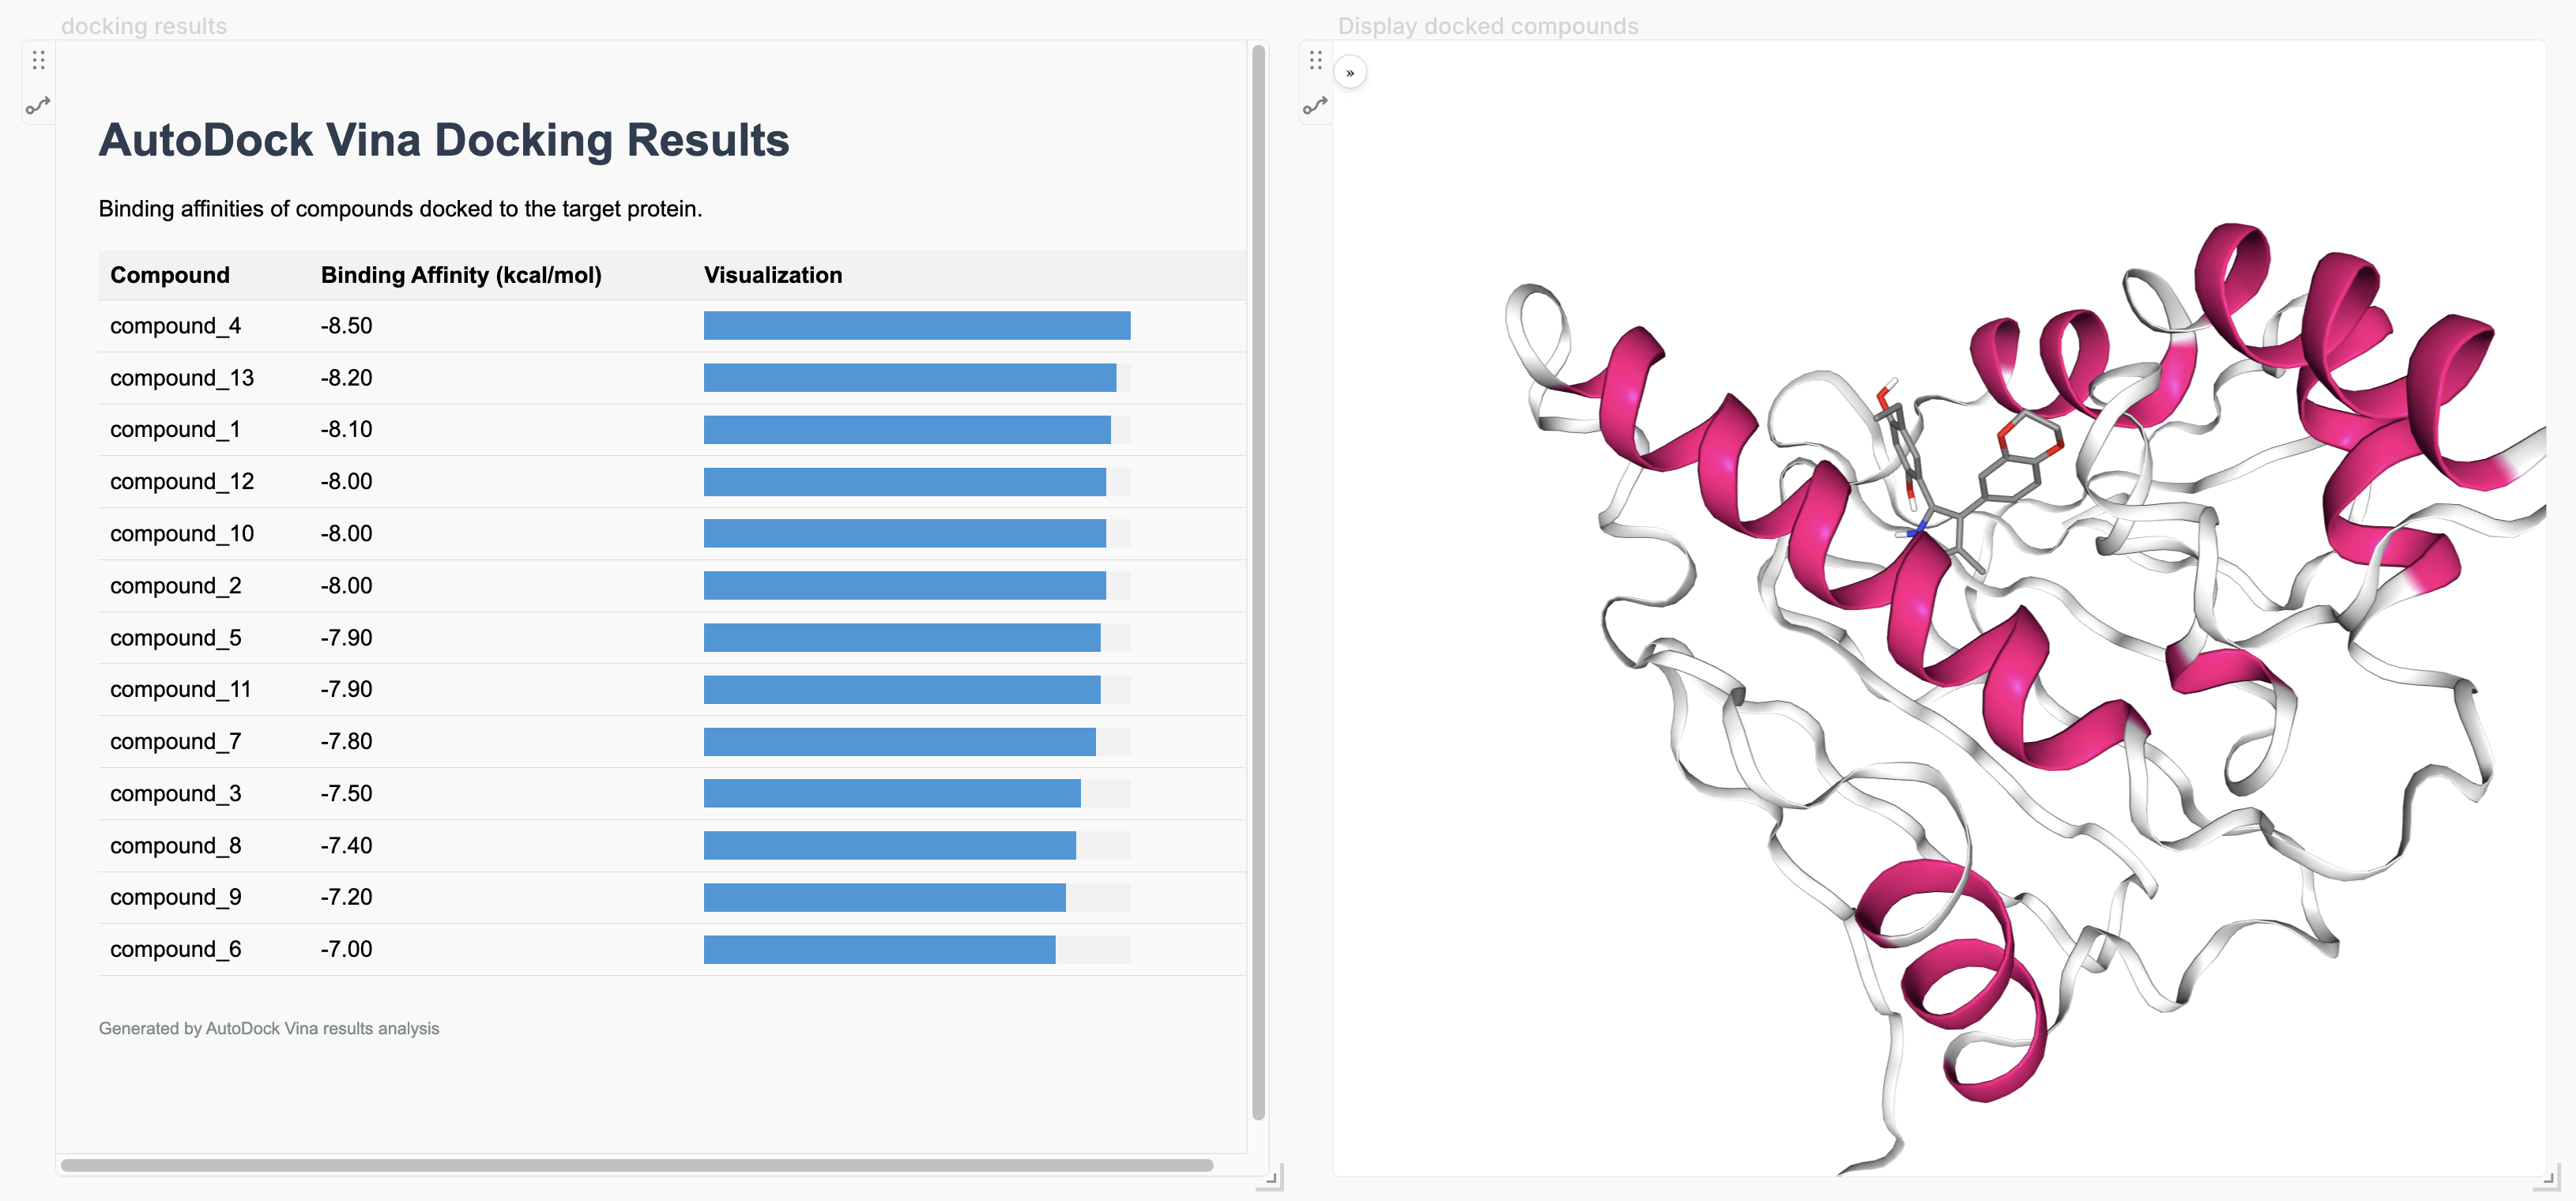 docking results
AutoDock Vina Docking Results
Binding affinities of compounds docked to the target protein.
Compound Binding Affinity (kcal/mol) Visualization
compound_4 -8.50
compound_13 -8.20
compound_1 -8.10
compound_12 -8.00
compound_10 -8.00
compound_2 -8.00
compound_5 -7.90
compound_11 -7.90
compound_7 -7.80
compound_3 -7.50
compound_8 -7.40
compound_9 -7.20
compound_6 -7.00
Generated by AutoDock Vina results analysis
Display docked compounds
»